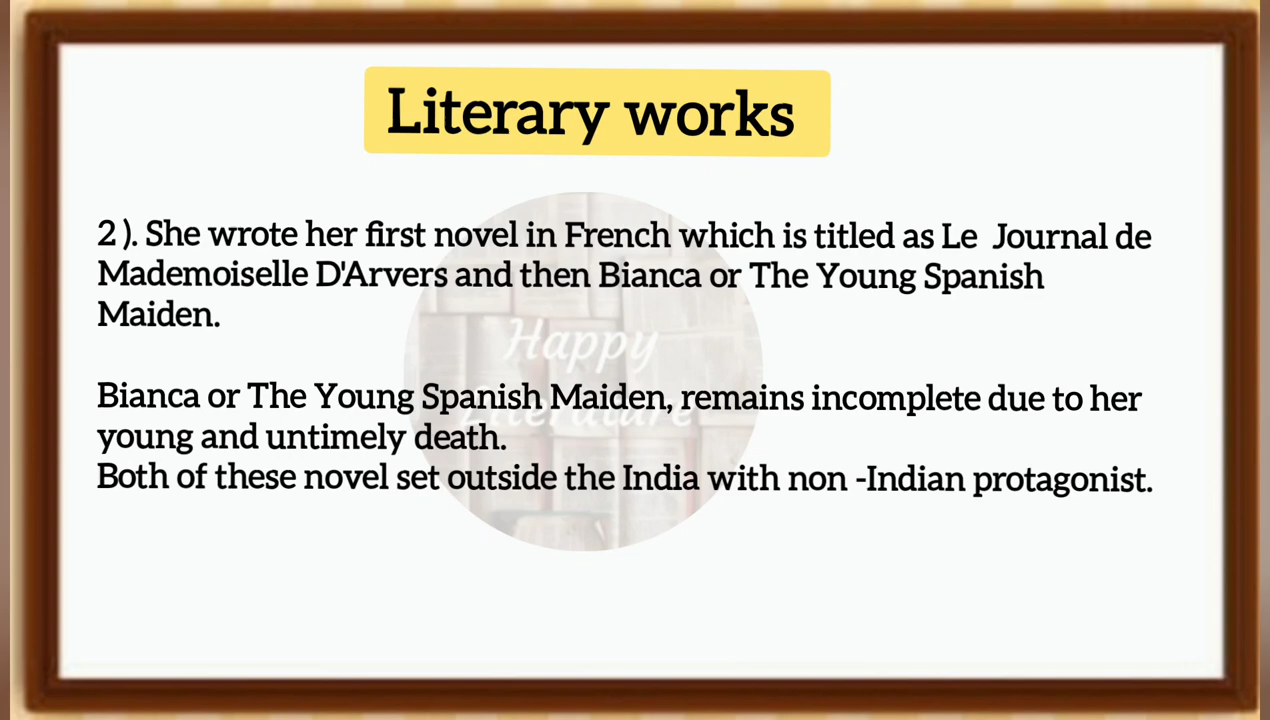 Literary works
2 ). She wrote her first novel in French which is titled as Le Journal de
Mademoiselle D'Arvers and then Bianca or The Young Spanish
Maiden.
Happy
Bianca or The Young Spanish Maiden, remains incomplete due to her
Literature
young and untimely death.
Both of these novel set outside the India with non -Indian protagonist.